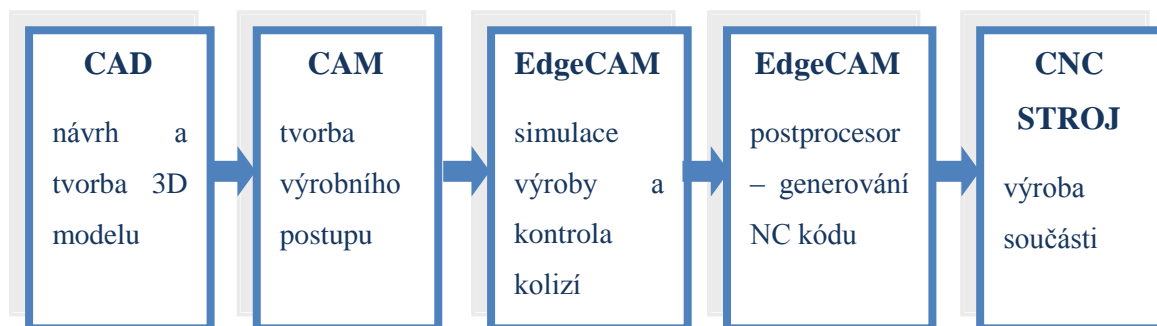 CAD
návrh a
tvorba 3D
modelu
CAM
tvorba
výrobního
postupu
EdgeCAM
simulace
výroby a
kontrola
kolizí
EdgeCAM
postprocesor
– generování
NC kódu
CNC
STROJ
výroba
součásti